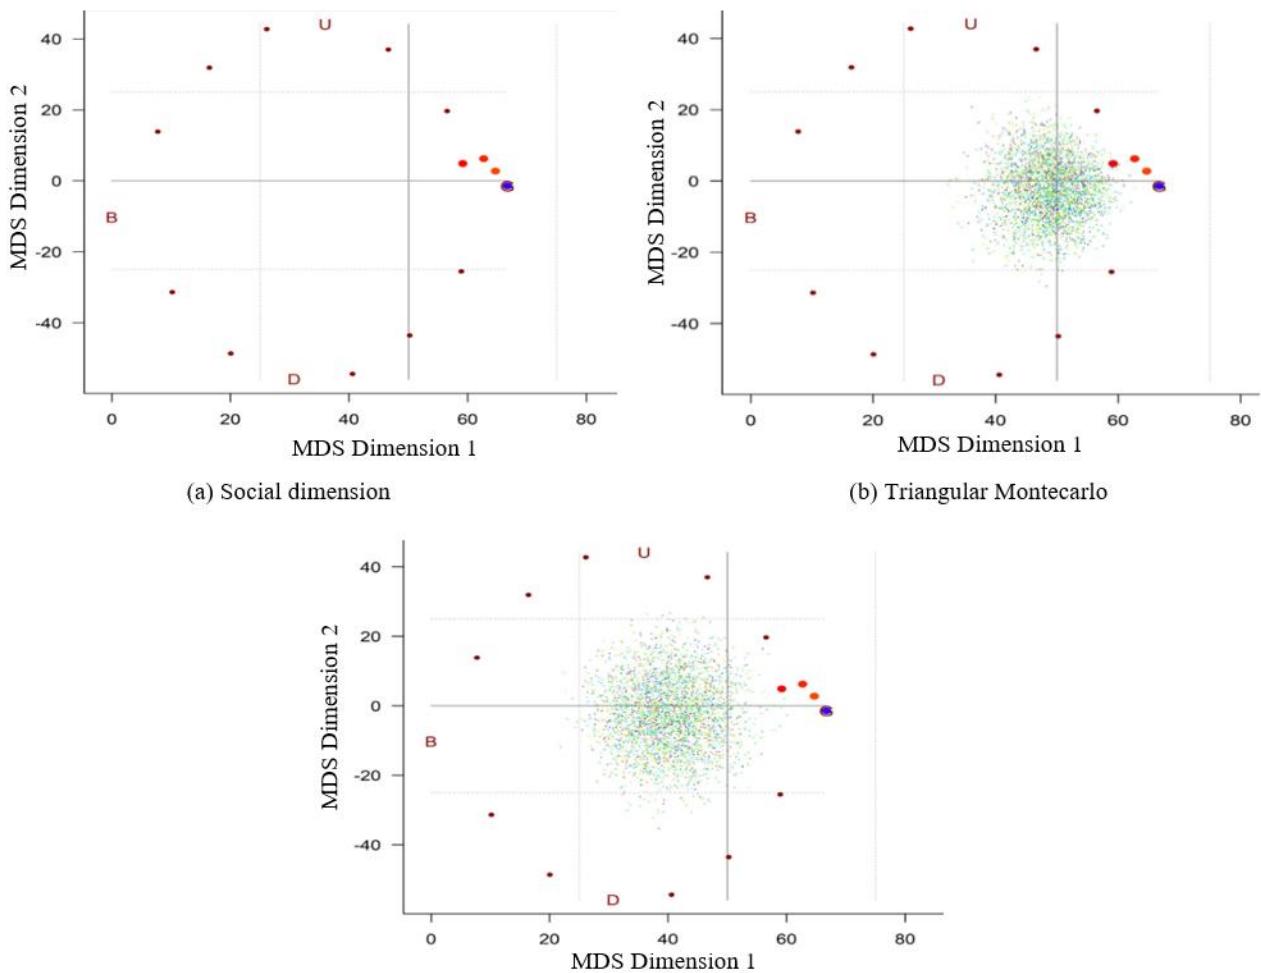 U
40
20
0
-20
-40
MDS Dimension 2
B
G
D
0 20 40 60 80
MDS Dimension 1
(a) Social dimension
U
40
20
0
-20
-40
MDS Dimension 2
B
D
0 20 40 60 80
MDS Dimension 1
(b) Triangular Montecarlo
U
40
20
0
-20
-40
MDS Dimension 2
B
D
0 20 40 60 80
MDS Dimension 1